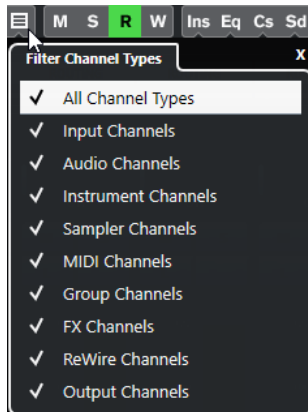 M S R W Ins Eq Cs Sd
Filter Channel Types X
All Channel Types
Input Channels
Audio Channels
Instrument Channels
Sampler Channels
MIDI Channels
Group Channels
FX Channels
ReWire Channels
Output Channels